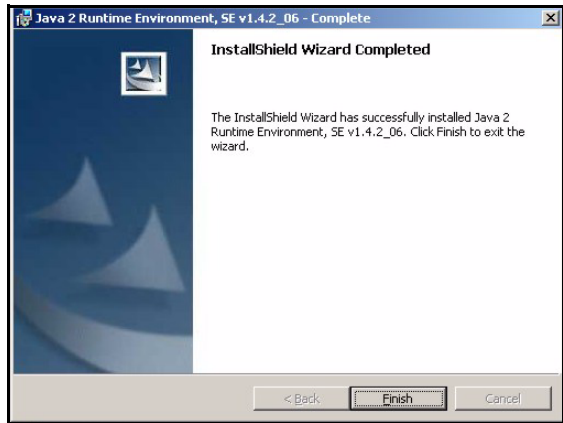 Java 2 Runtime Environment, SE v1.4.2_06 - Complete
InstallShield Wizard Completed
The InstallShield Wizard has successfully installed Java 2
Runtime Environment, SE v1.4.2_06. Click Finish to exit the
wizard.
< Back Finish Cancel